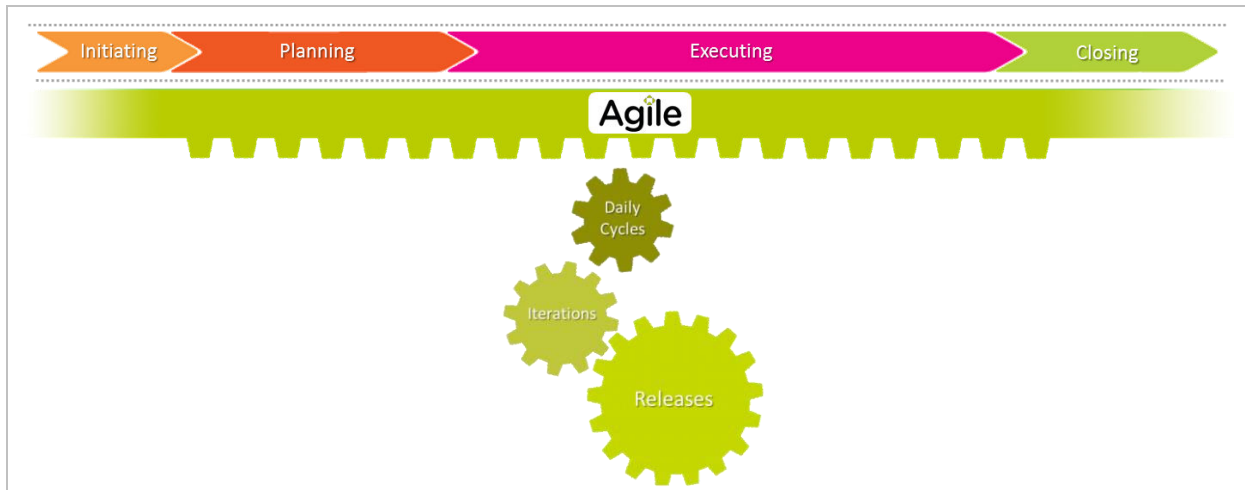 Initiating
Planning
Executing
Closing
Agile
Daily
Cycles
Iterations
Releases